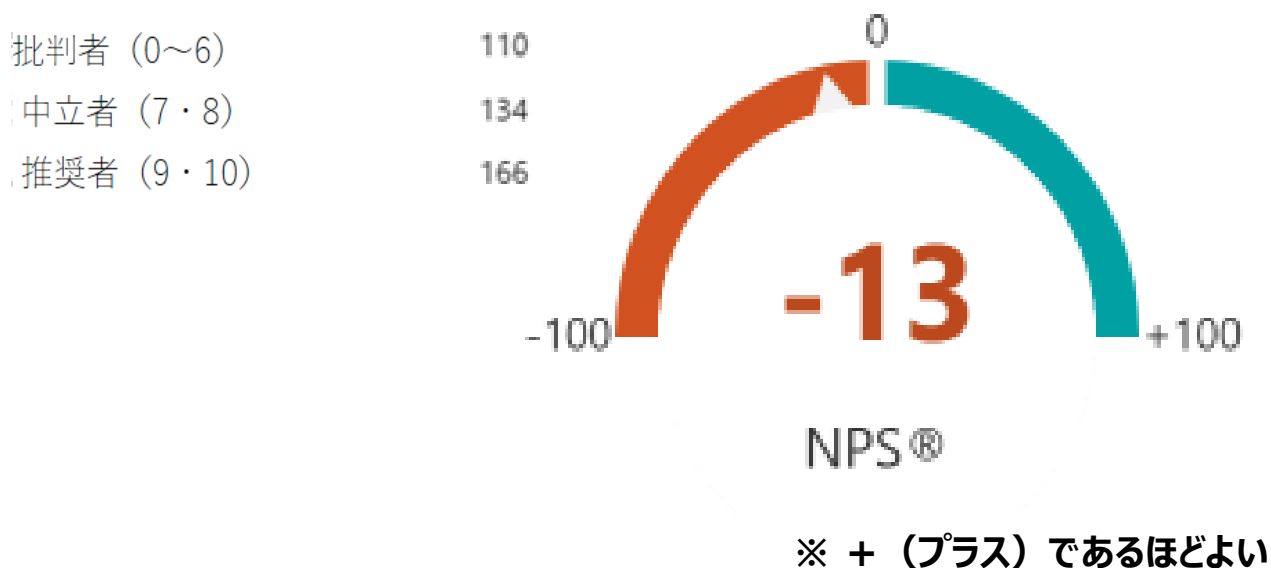 批判者（0～6） 110
中立者（7・8） 134
推奨者（9・10） 166
0
-13
-100 +100
NPS®
※ +（プラス）であるほどよい